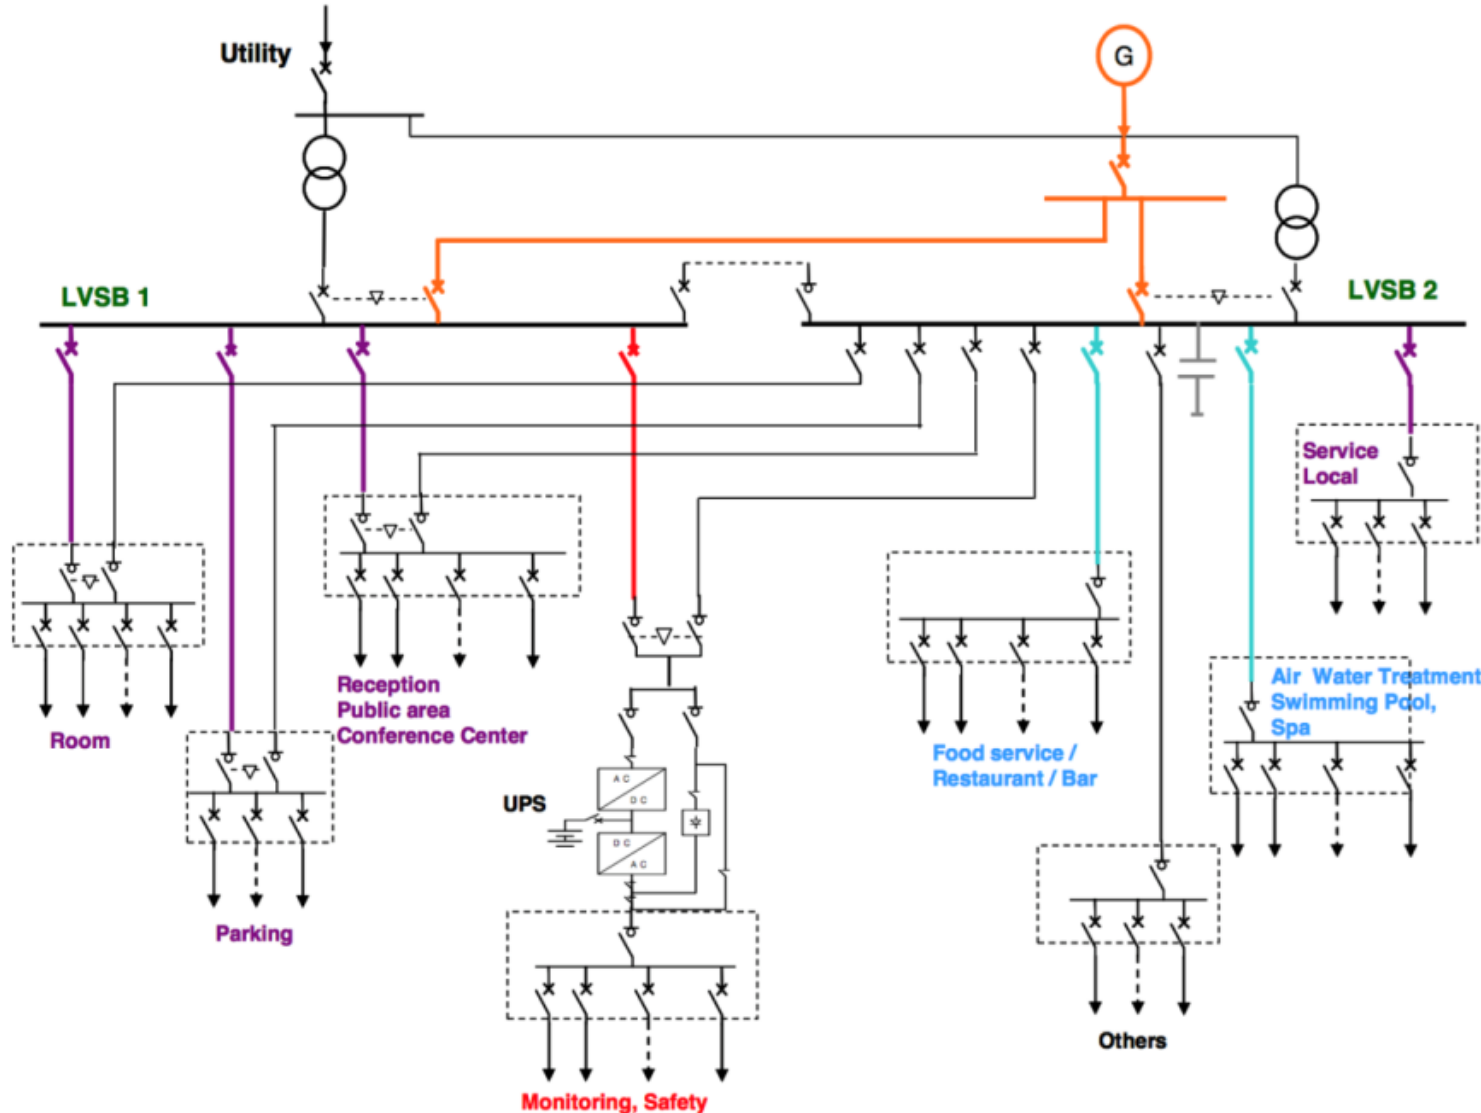 Utility
G
LVSB 1
LVSB 2
Service
Local
Reception
Public area
Conference Center
Room
Air Water Treatment
Swimming Pool,
Spa
Food service /
Restaurant / Bar
UPS
A C
D C
D C
A C
Parking
Others
Monitoring, Safety